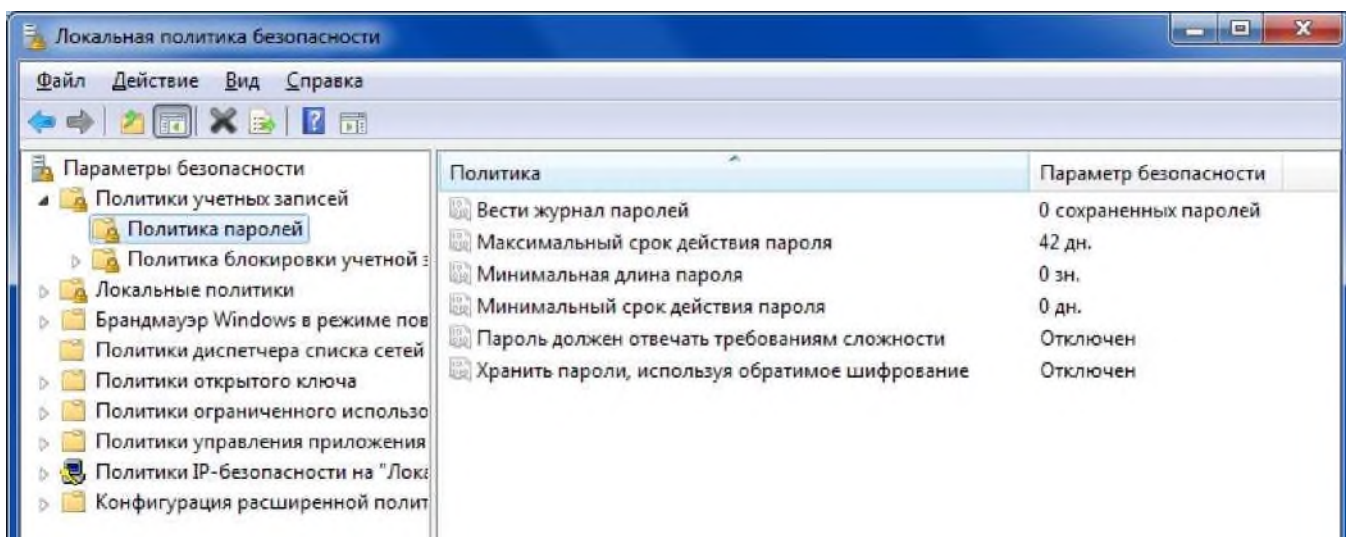 Локальная политика безопасности
Файл Действие Вид Справка
Параметры безопасности
Политики учетных записей
Политика паролей
Политика блокировки учетной з
Локальные политики
Брандмауэр Windows в режиме пов
Политики диспетчера списка сетей
Политики открытого ключа
Политики ограниченного использо
Политики управления приложения
Политики IP-безопасности на "Лока
Конфигурация расширенной полит
Политика Параметр безопасности
Вести журнал паролей 0 сохраненных паролей
Максимальный срок действия пароля 42 дн.
Минимальная длина пароля 0 зн.
Минимальный срок действия пароля 0 дн.
Пароль должен отвечать требованиям сложности Отключен
Хранить пароли, используя обратимое шифрование Отключен